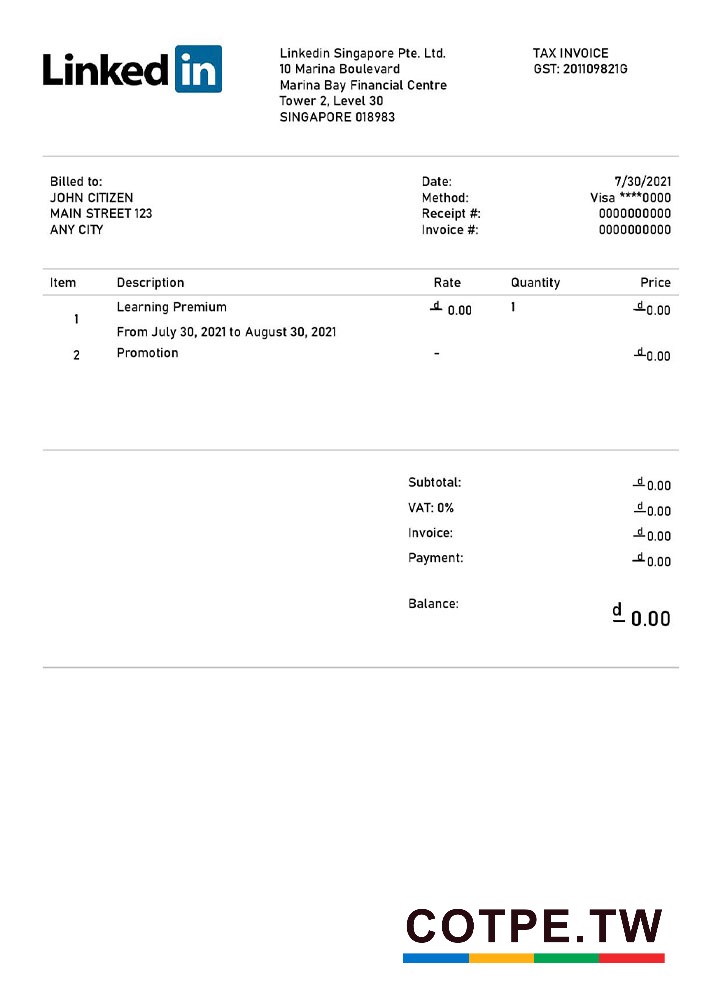 Linked in
Linkedin Singapore Pte. Ltd.
10 Marina Boulevard
Marina Bay Financial Centre
Tower 2, Level 30
SINGAPORE 018983
TAX INVOICE
GST: 201109821G
Billed to:
JOHN CITIZEN
MAIN STREET 123
ANY CITY
Date: 7/30/2021
Method: Visa ****0000
Receipt #: 0000000000
Invoice #: 0000000000
Item Description Rate Quantity Price
1 Learning Premium ₫ 0.00 1 ₫0.00
From July 30, 2021 to August 30, 2021
2 Promotion - ₫0.00
Subtotal: ₫0.00
VAT: 0% ₫0.00
Invoice: ₫0.00
Payment: ₫0.00
Balance: ₫ 0.00
COTPE.TW